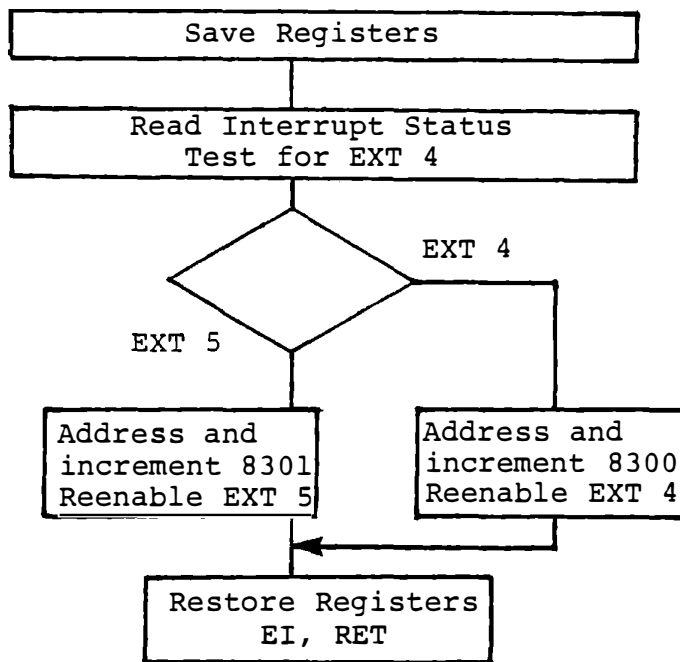 Save Registers
Read Interrupt Status
Test for EXT 4
EXT 4
EXT 5
Address and
increment 8301
Reenable EXT 5
Address and
increment 8300
Reenable EXT 4
Restore Registers
EI, RET